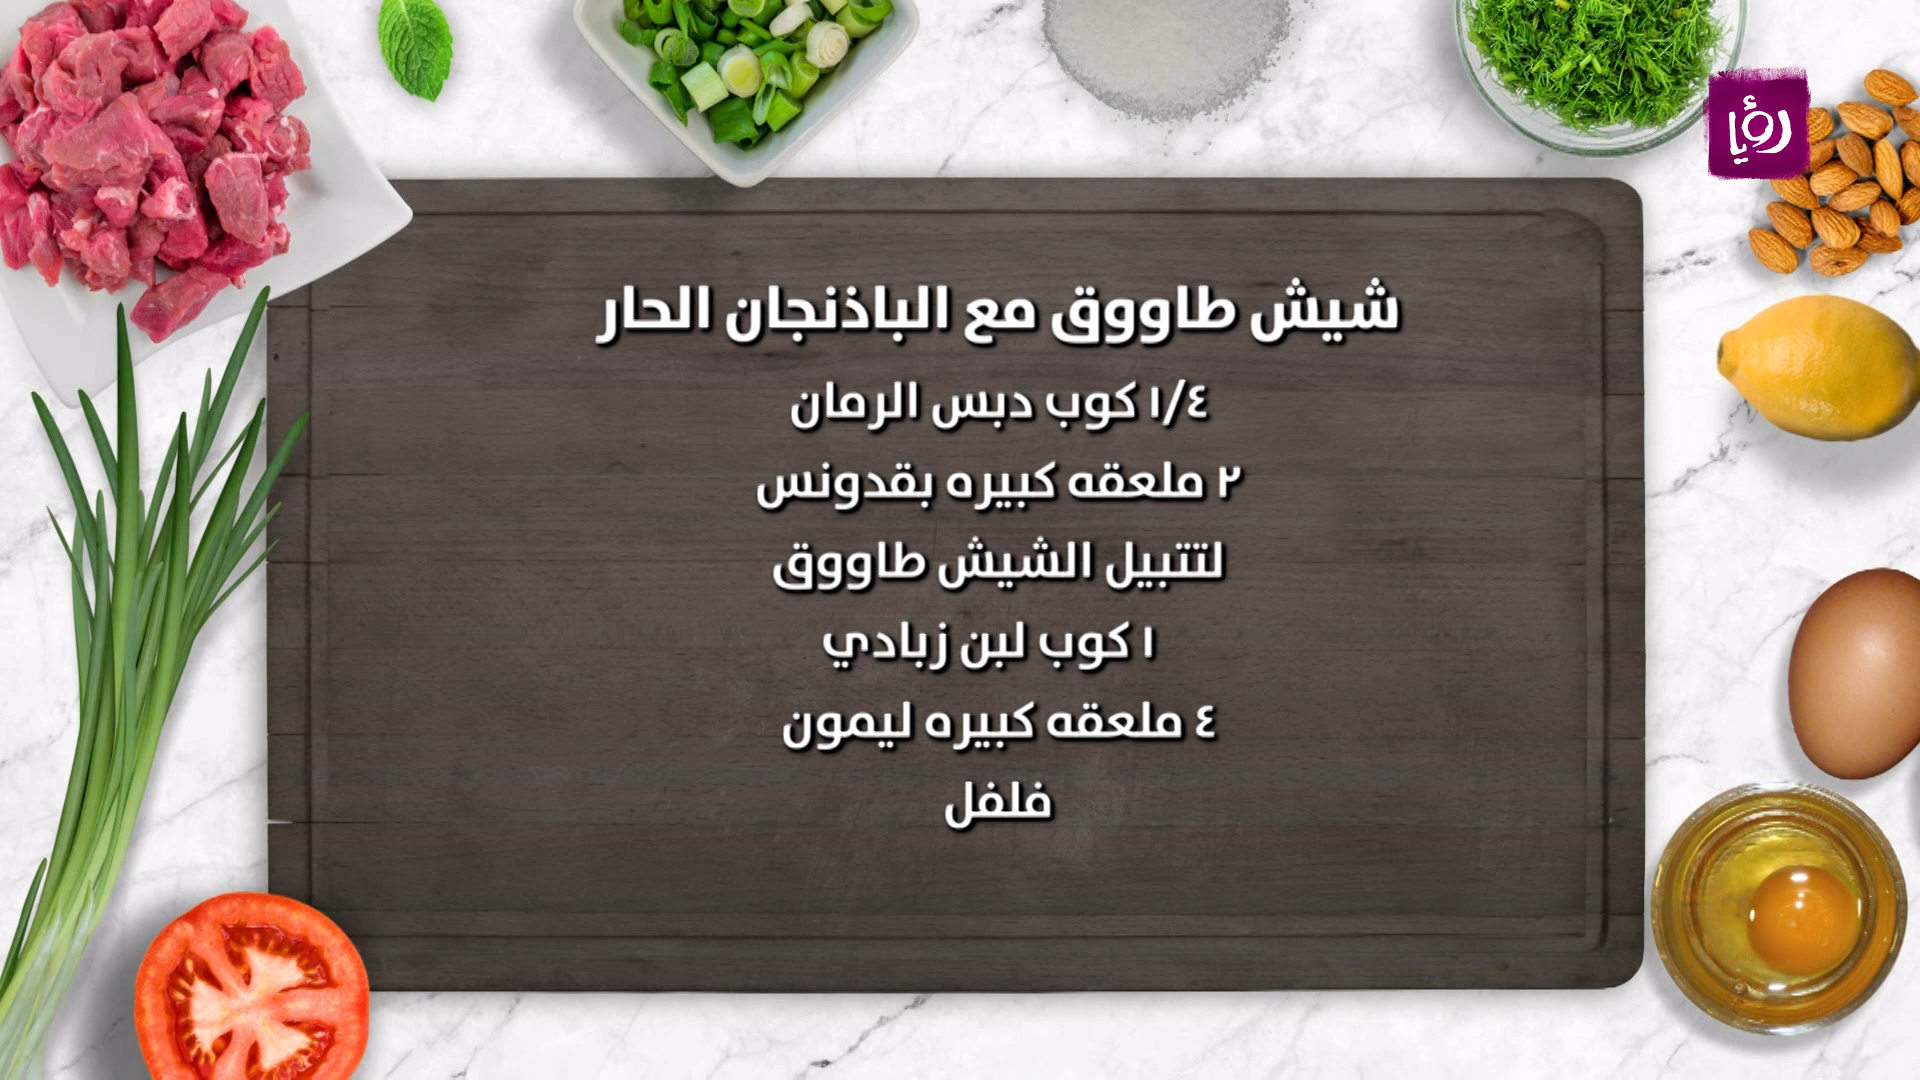 رؤيا
شيش طاووق مع الباذنجان الحار
١/٤ كوب دبس الرمان
٢ ملعقه كبيره بقدونس
لتتبيل الشيش طاووق
١ كوب لبن زبادي
٤ ملعقه كبيره ليمون
فلفل